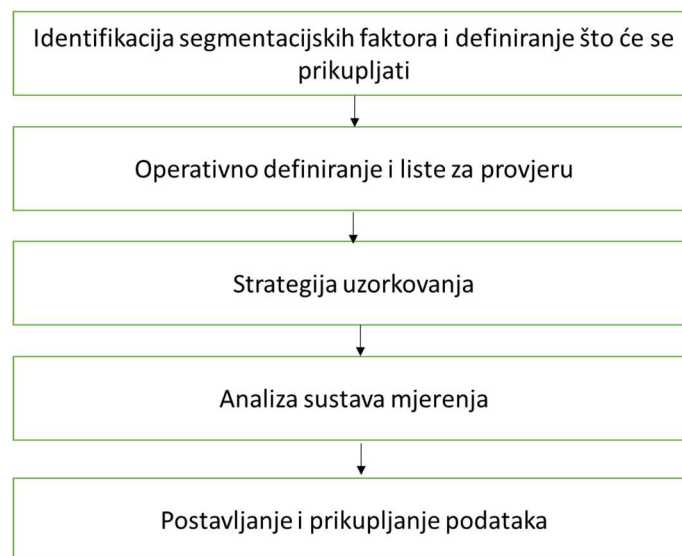 Identifikacija segmentacijskih faktora i definiranje što će se
prikupljati
Operativno definiranje i liste za provjeru
Strategija uzorkovanja
Analiza sustava mjerenja
Postavljanje i prikupljanje podataka